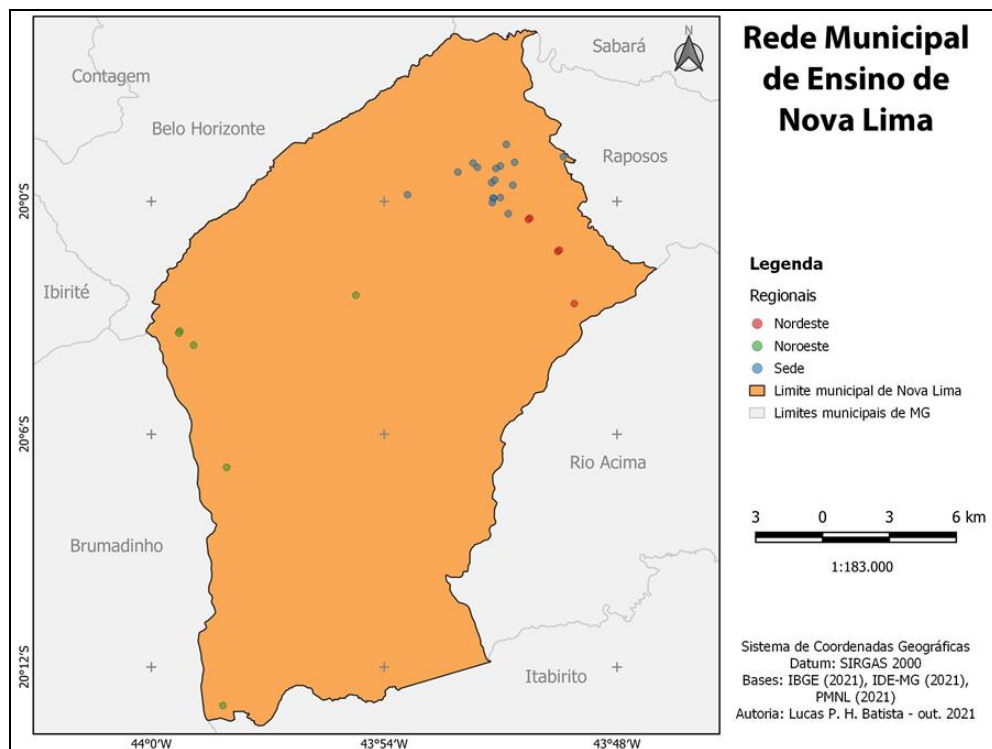 Rede Municipal
de Ensino de
Nova Lima
N
Sabará
Contagem
Belo Horizonte
Raposos
Ibirité
Rio Acima
Brumadinho
Itabirito
20°0'S
20°6'S
20°12'S
44°0'W
43°54'W
43°48'W
Legenda
Regionais
Nordeste
Noroeste
Sede
Limite municipal de Nova Lima
Limites municipais de MG
3 0 3 6 km
1:183.000
Sistema de Coordenadas Geográficas
Datum: SIRGAS 2000
Bases: IBGE (2021), IDE-MG (2021),
PMNL (2021)
Autoria: Lucas P. H. Batista - out. 2021